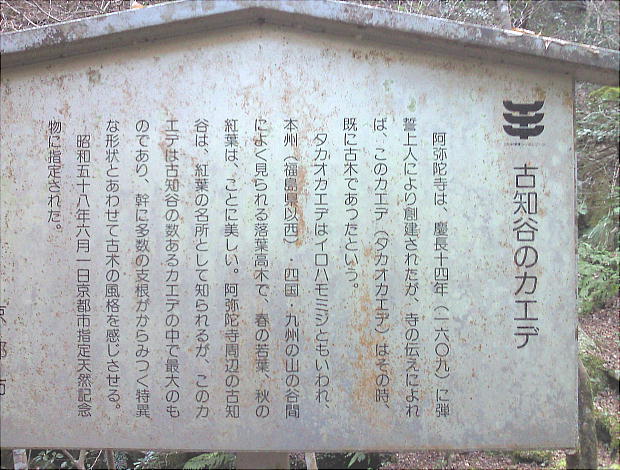 古知谷のカエデ
阿弥陀寺は、慶長十四年（一六〇九）に弾
誓上人により創建されたが、寺の伝えによれ
ば、このカエデ（タカオカエデ）はその時、
既に古木であったという。
タカオカエデはイロハモミジともいわれ、
本州（福島県以西）・四国・九州の山の谷間
によく見られる落葉高木で、春の若葉、秋の
紅葉は、ことに美しい。阿弥陀寺周辺の古知
谷は、紅葉の名所として知られるが、このカ
エデは古知谷の数あるカエデの中で最大のも
のであり、幹に多数の支根がからみつく特異
な形状とあわせて古木の風格を感じさせる。
昭和五十八年六月一日京都市指定天然記念
物に指定された。
京都市